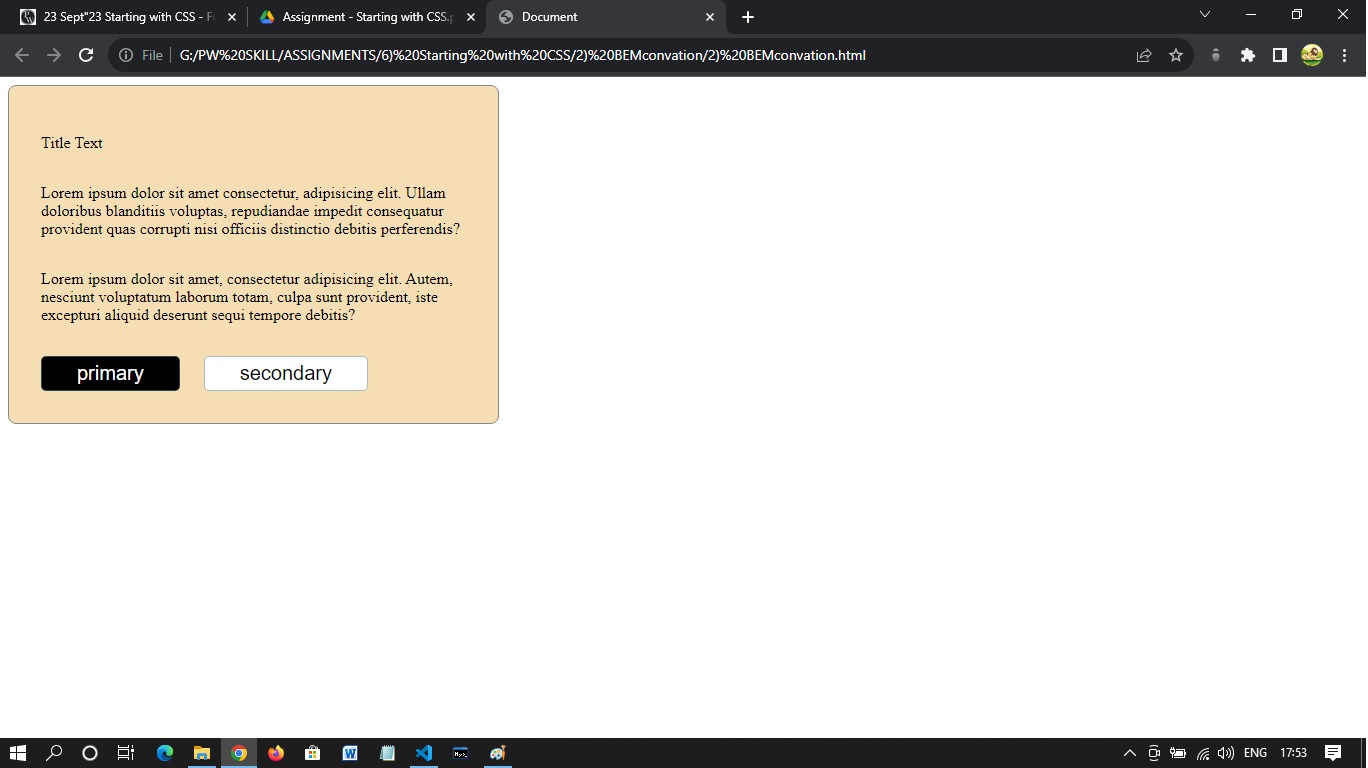 23 Sept"23 Starting with CSS - F
Assignment - Starting with CSS.p
Document
File
G:/PW%20SKILL/ASSIGNMENTS/6)%20Starting%20with%20CSS/2)%20BEMconvation/2)%20BEMconvation.html
Title Text
Lorem ipsum dolor sit amet consectetur, adipisicing elit. Ullam
doloribus blanditiis voluptas, repudiandae impedit consequatur
provident quas corrupti nisi officiis distinctio debitis perferendis?
Lorem ipsum dolor sit amet, consectetur adipisicing elit. Autem,
nesciunt voluptatum laborum totam, culpa sunt provident, iste
excepturi aliquid deserunt sequi tempore debitis?
primary
secondary
ENG
17:53